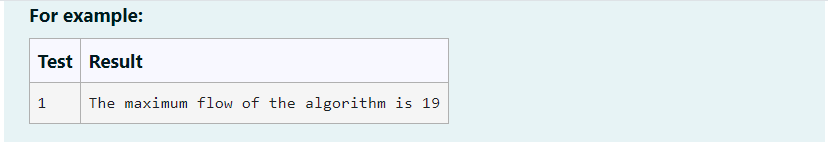 For example:
Test Result
1 The maximum flow of the algorithm is 19